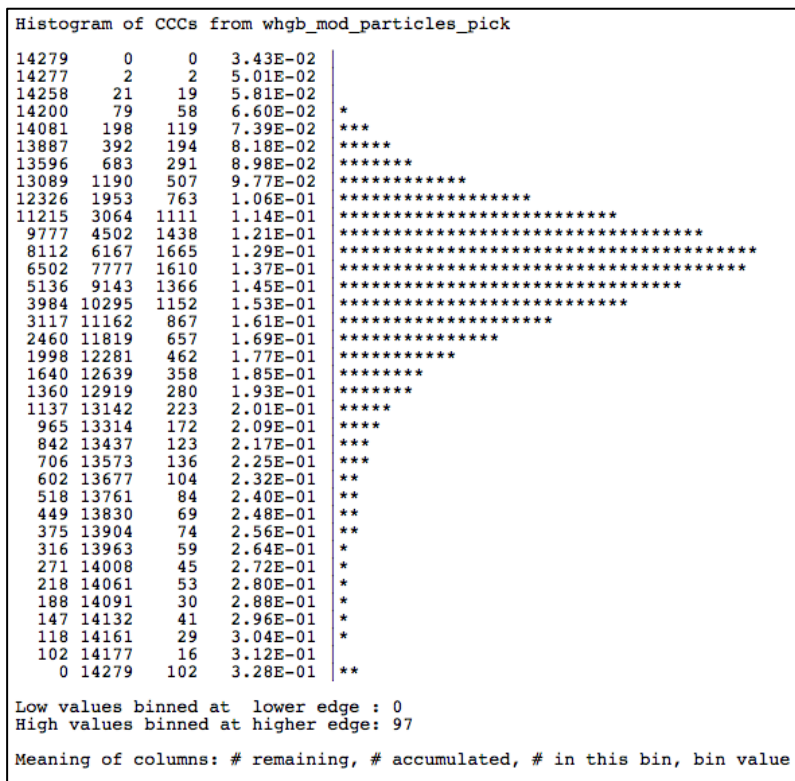 Histogram of CCCs from whgb_mod_particles_pick
14279 0 0 3.43E-02
14277 2 2 5.01E-02
14258 21 19 5.81E-02
14200 79 58 6.60E-02 *
14081 198 119 7.39E-02 ***
13887 392 194 8.18E-02 *****
13596 683 291 8.98E-02 *******
13089 1190 507 9.77E-02 ************
12326 1953 763 1.06E-01 ******************
11215 3064 1111 1.14E-01 **************************
9777 4502 1438 1.21E-01 **********************************
8112 6167 1665 1.29E-01 ***************************************
6502 7777 1610 1.37E-01 **************************************
5136 9143 1366 1.45E-01 ********************************
3984 10295 1152 1.53E-01 ***************************
3117 11162 867 1.61E-01 ********************
2460 11819 657 1.69E-01 ***************
1998 12281 462 1.77E-01 ***********
1640 12639 358 1.85E-01 ********
1360 12919 280 1.93E-01 *******
1137 13142 223 2.01E-01 *****
965 13314 172 2.09E-01 ****
842 13437 123 2.17E-01 ***
706 13573 136 2.25E-01 ***
602 13677 104 2.32E-01 **
518 13761 84 2.40E-01 **
449 13830 69 2.48E-01 **
375 13904 74 2.56E-01 **
316 13963 59 2.64E-01 *
271 14008 45 2.72E-01 *
218 14061 53 2.80E-01 *
188 14091 30 2.88E-01 *
147 14132 41 2.96E-01 *
118 14161 29 3.04E-01 *
102 14177 16 3.12E-01
0 14279 102 3.28E-01 **
Low values binned at lower edge : 0
High values binned at higher edge: 97
Meaning of columns: # remaining, # accumulated, # in this bin, bin value